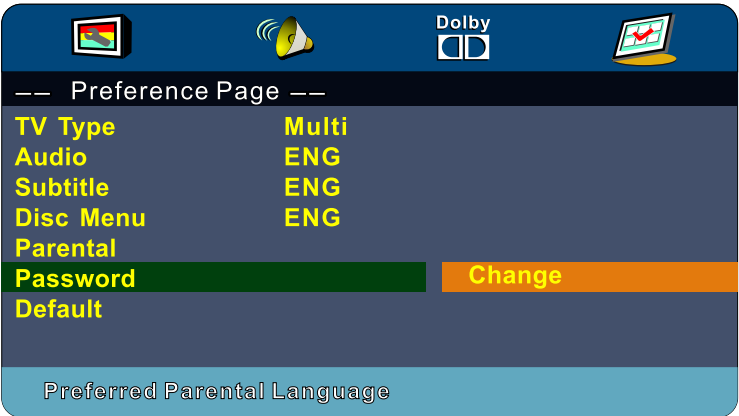 Dolby
-- Preference Page --
TV Type Multi
Audio ENG
Subtitle ENG
Disc Menu ENG
Parental
Password Change
Default
Preferred Parental Language